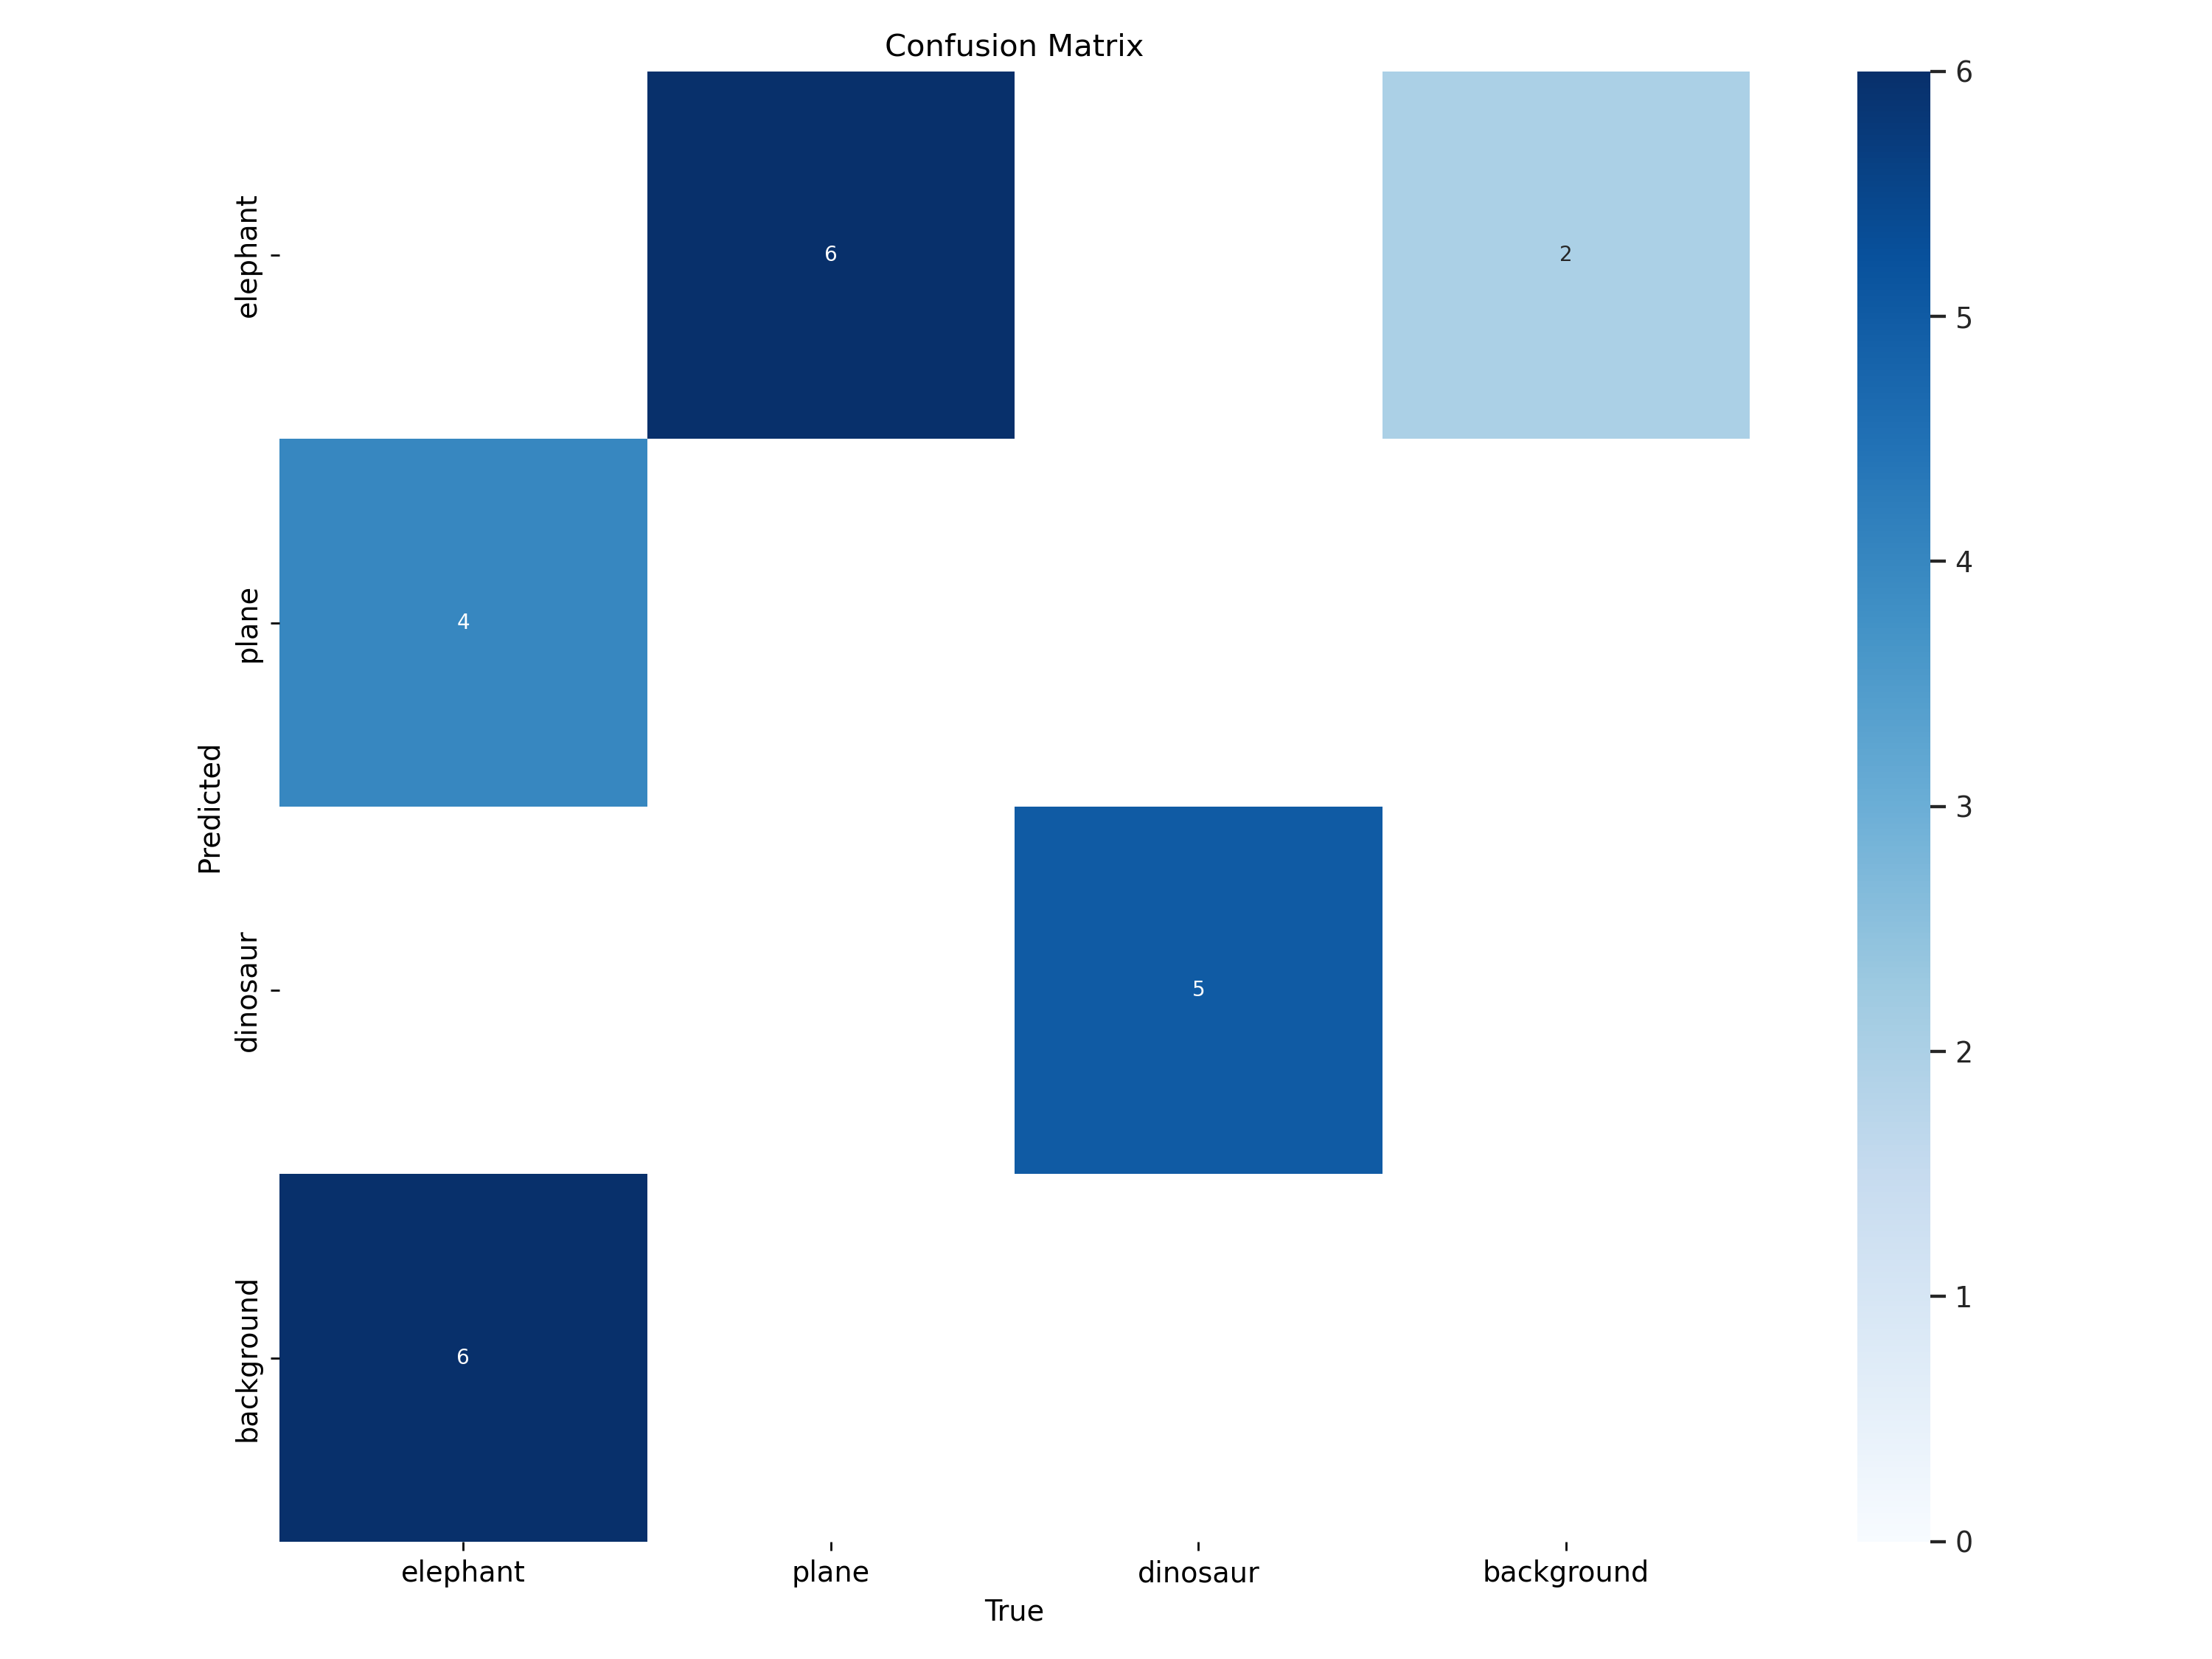 Confusion Matrix
elephant
plane
dinosaur
background
Predicted
6
2
4
5
6
elephant
plane
dinosaur
background
True
6
5
4
3
2
1
0